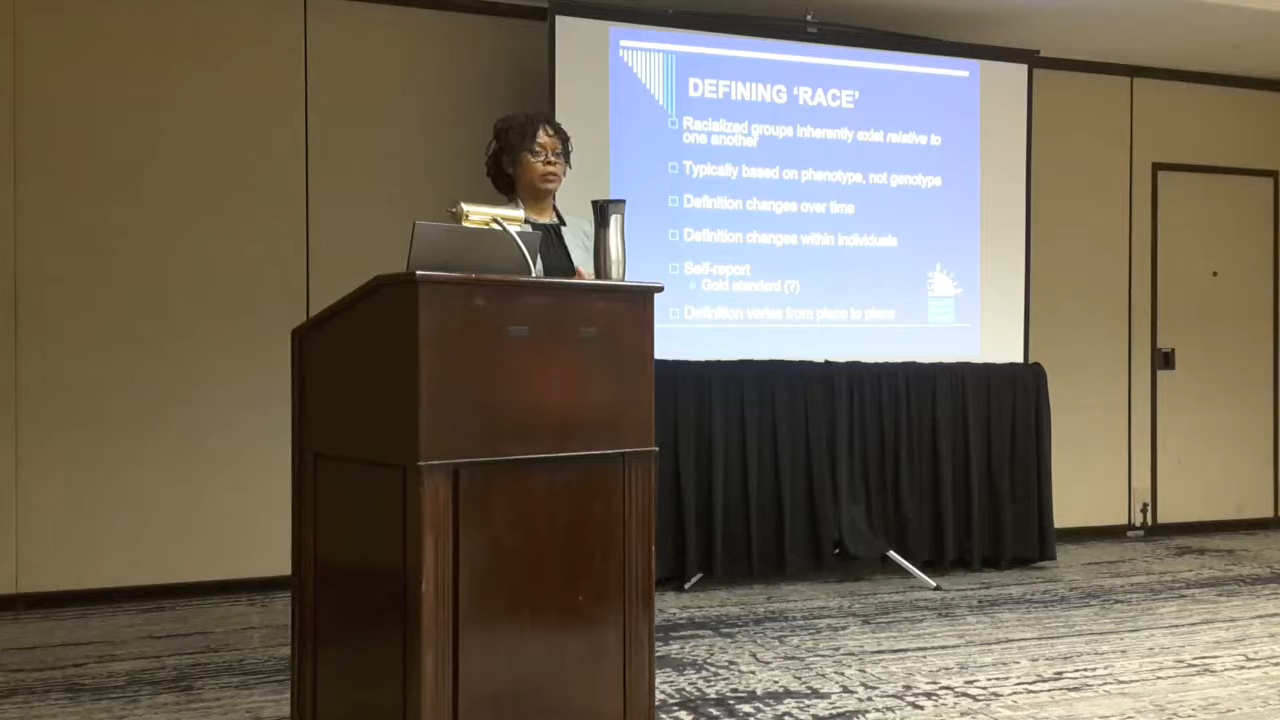 DEFINING ‘RACE’
Racialized groups inherently exist relative to
one another
Typically based on phenotype, not genotype
Definition changes over time
Definition changes within individuals
Self-report
Gold standard (?)
Definition varies from place to place